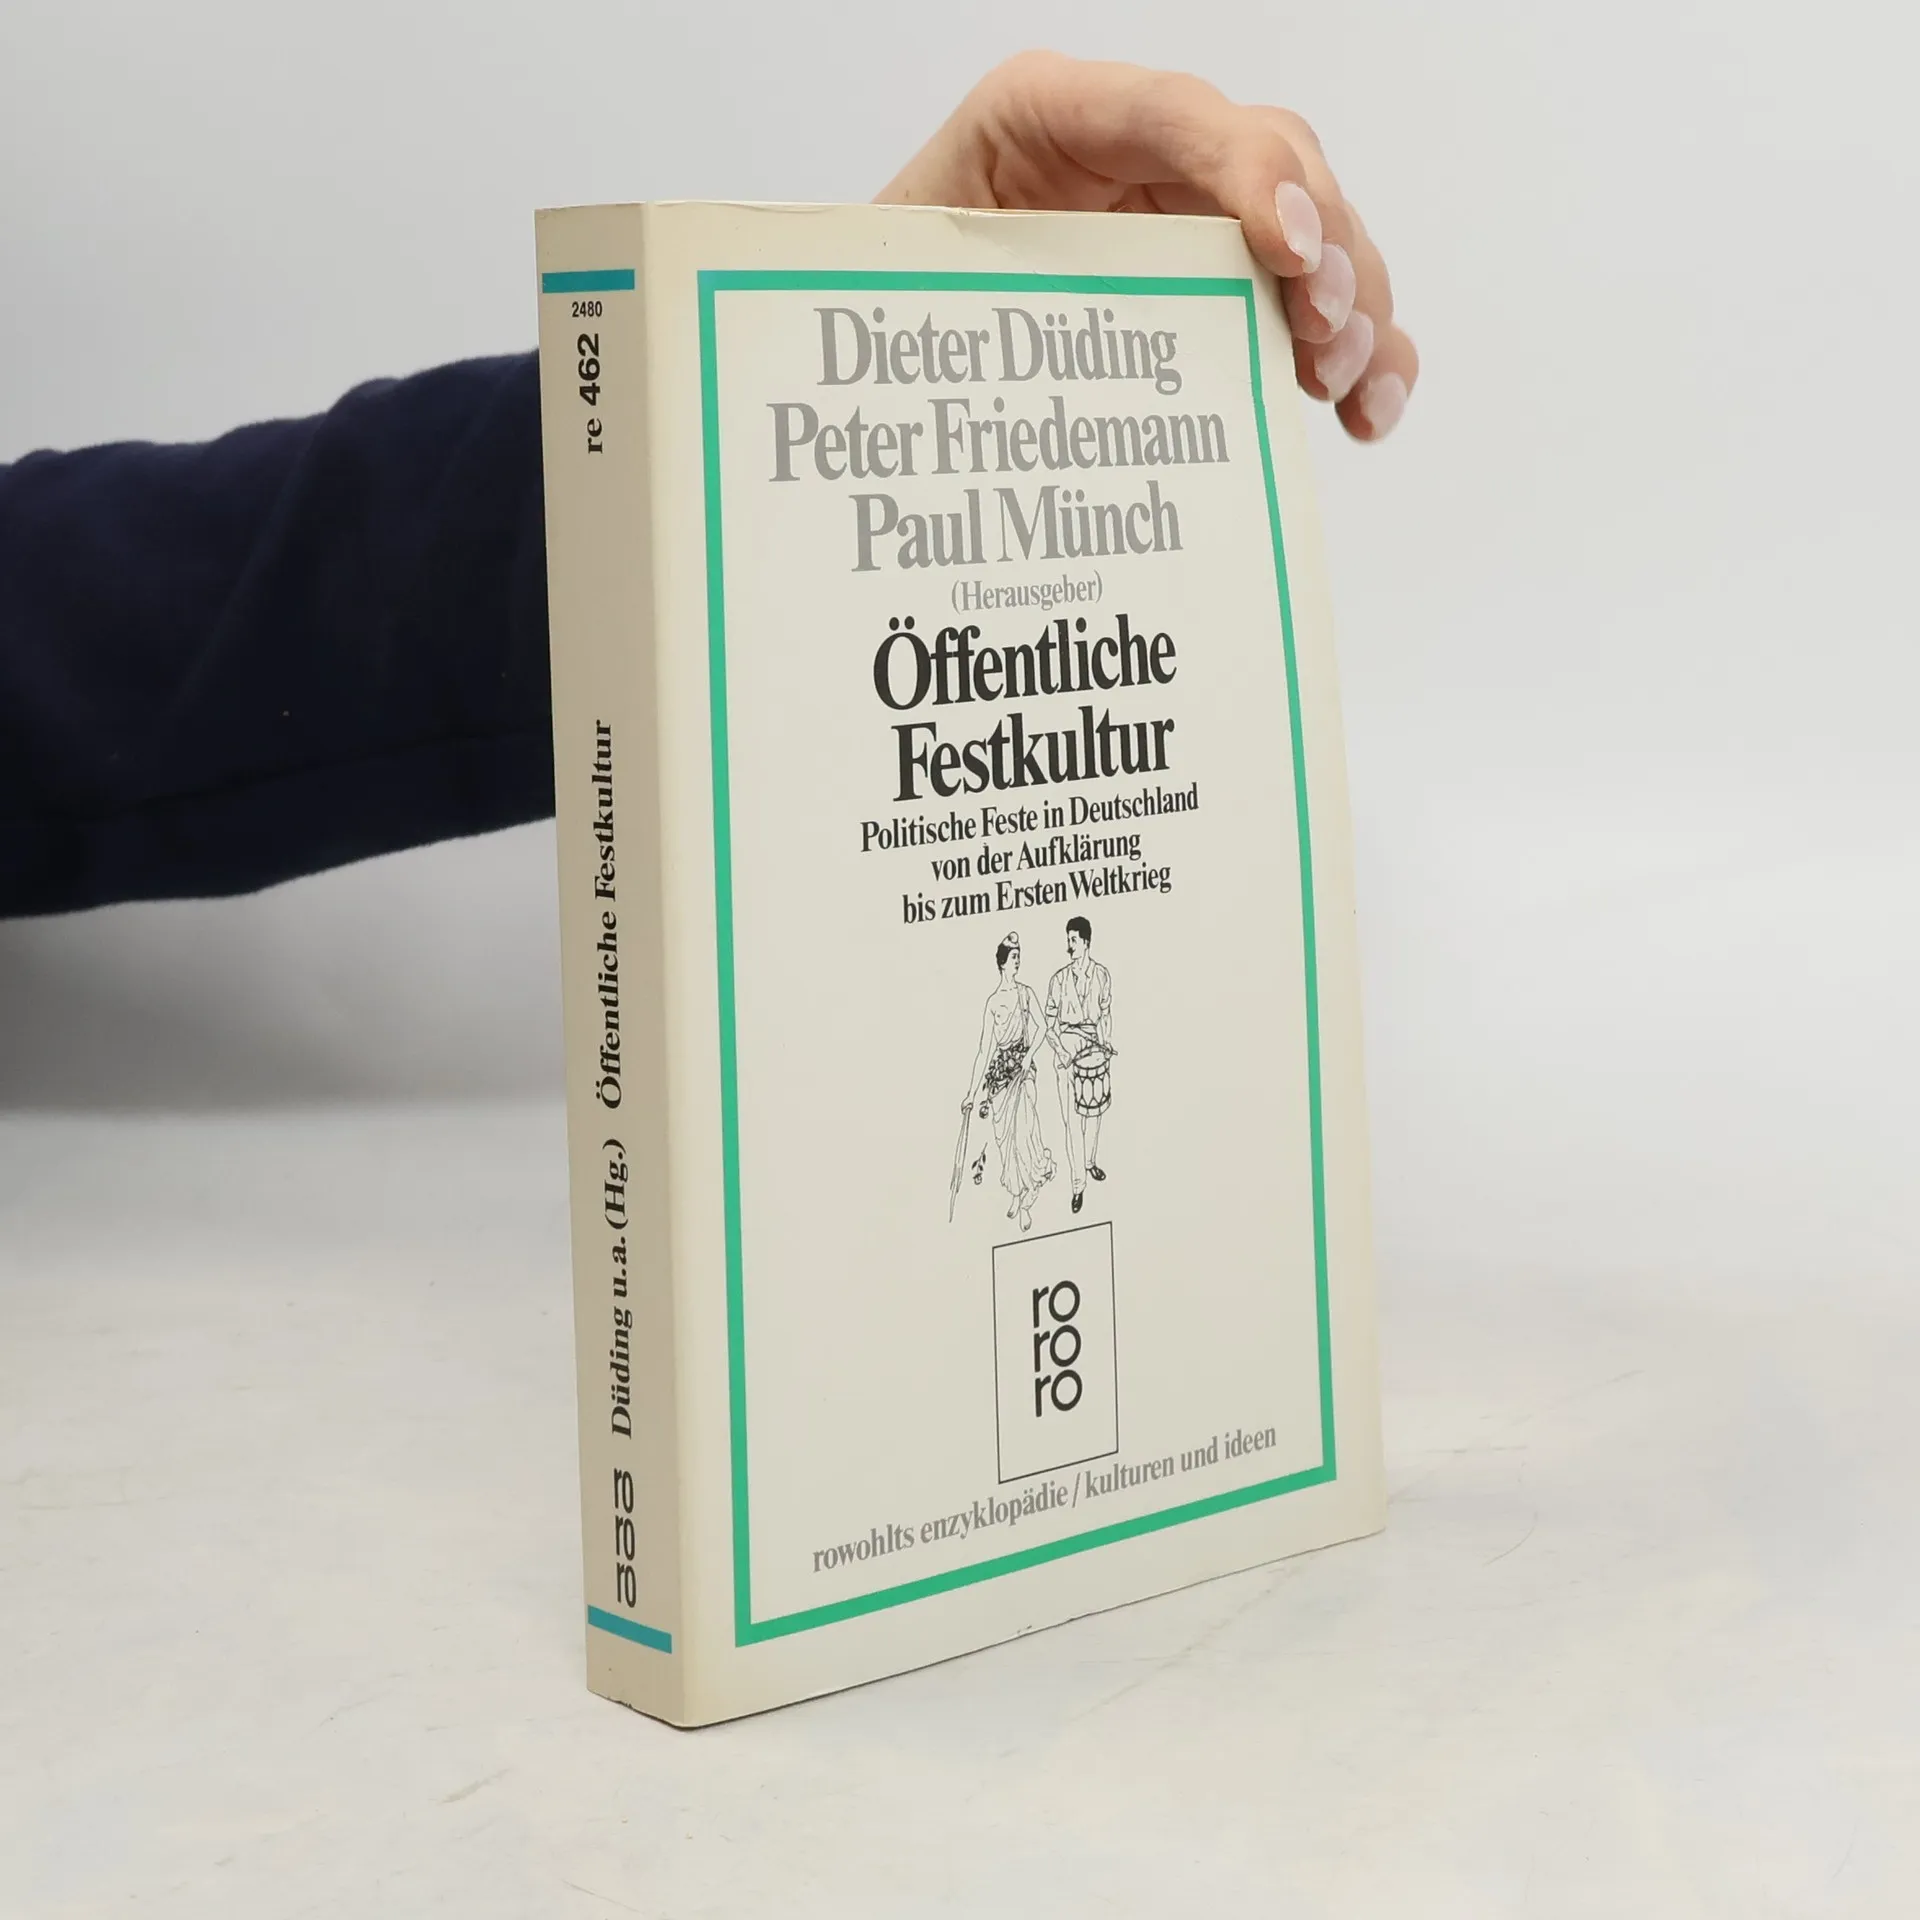 2480
re 462
Öffentliche Festkultur
Düding u.a. (Hg.)
ro
ro
ro
Dieter Düding
Peter Friedemann
Paul Münch
(Herausgeber)
Öffentliche
Festkultur
Politische Feste in Deutschland
von der Aufklärung
bis zum Ersten Weltkrieg
ro
ro
ro
rowohlts enzyklopädie / kulturen und ideen